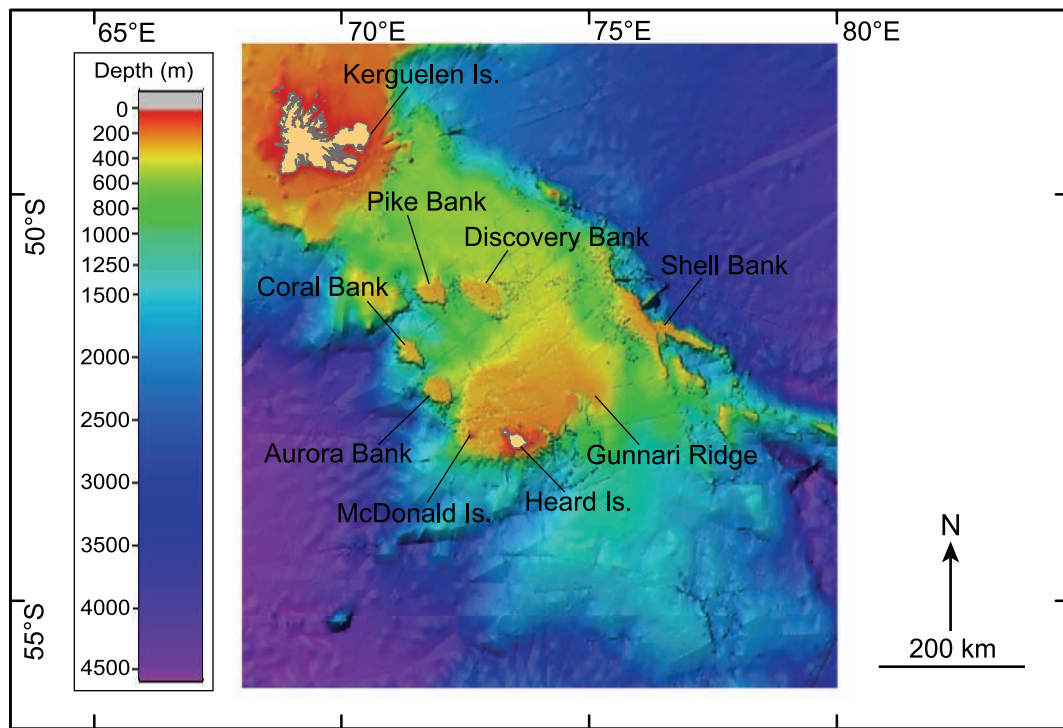 65°E
70°E
75°E
80°E
Depth (m)
0
200
400
600
800
1000
1250
1500
2000
2500
3000
3500
4000
4500
50°S
55°S
Kerguelen Is.
Pike Bank
Discovery Bank
Shell Bank
Coral Bank
Aurora Bank
Gunnari Ridge
McDonald Is.
Heard Is.
N
200 km